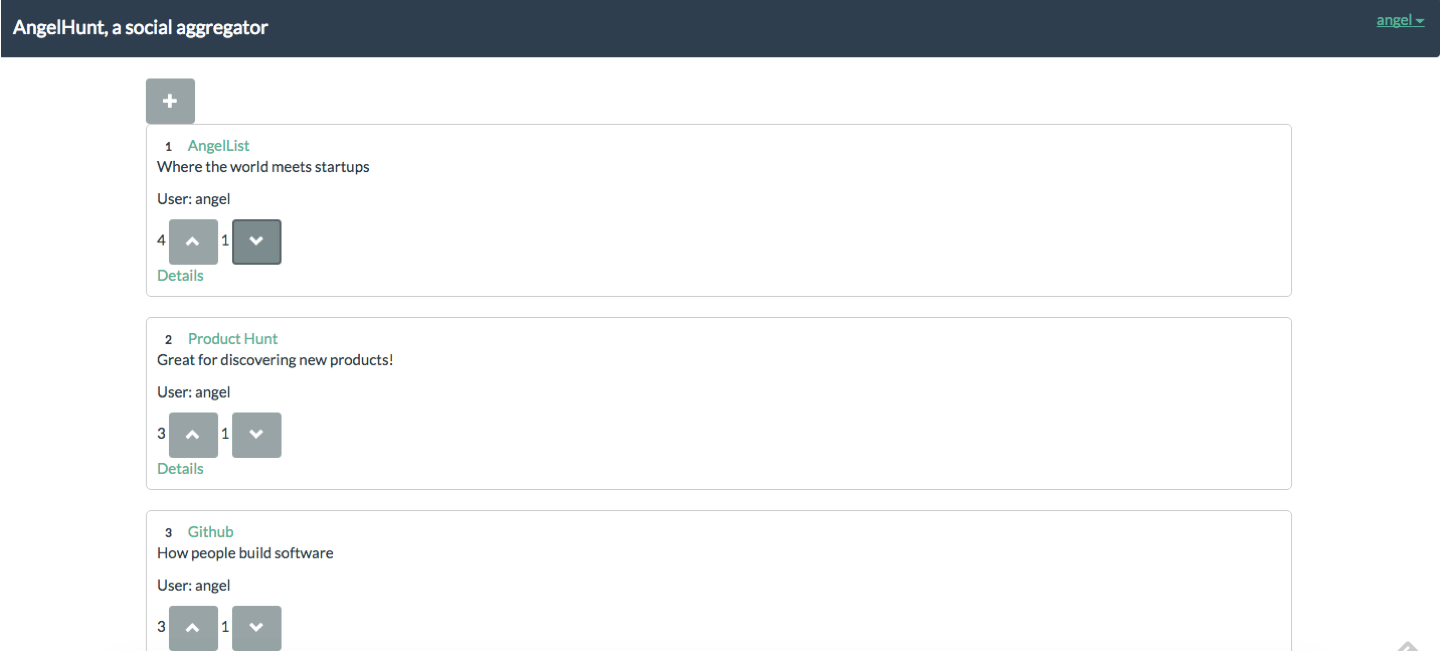 AngelHunt, a social aggregator
angel
1 AngelList
Where the world meets startups
User: angel
4 1
Details
2 Product Hunt
Great for discovering new products!
User: angel
3 1
Details
3 Github
How people build software
User: angel
3 1